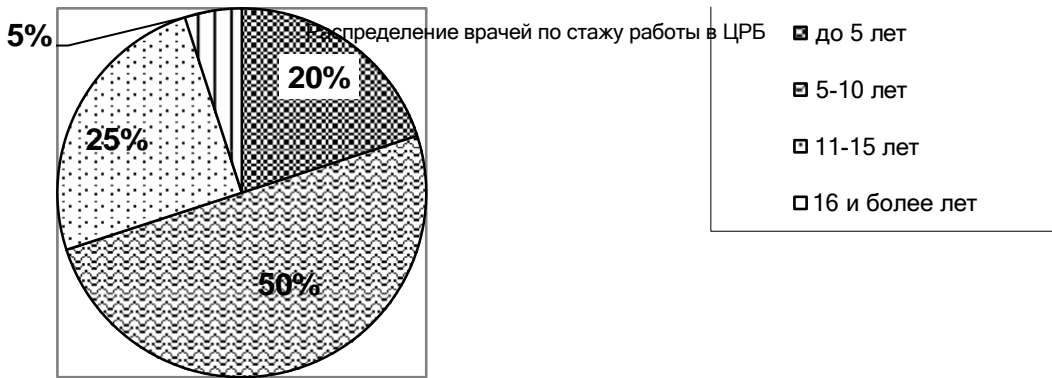 Распределение врачей по стажу работы в ЦРБ
5%
20%
25%
50%
до 5 лет
5-10 лет
11-15 лет
16 и более лет